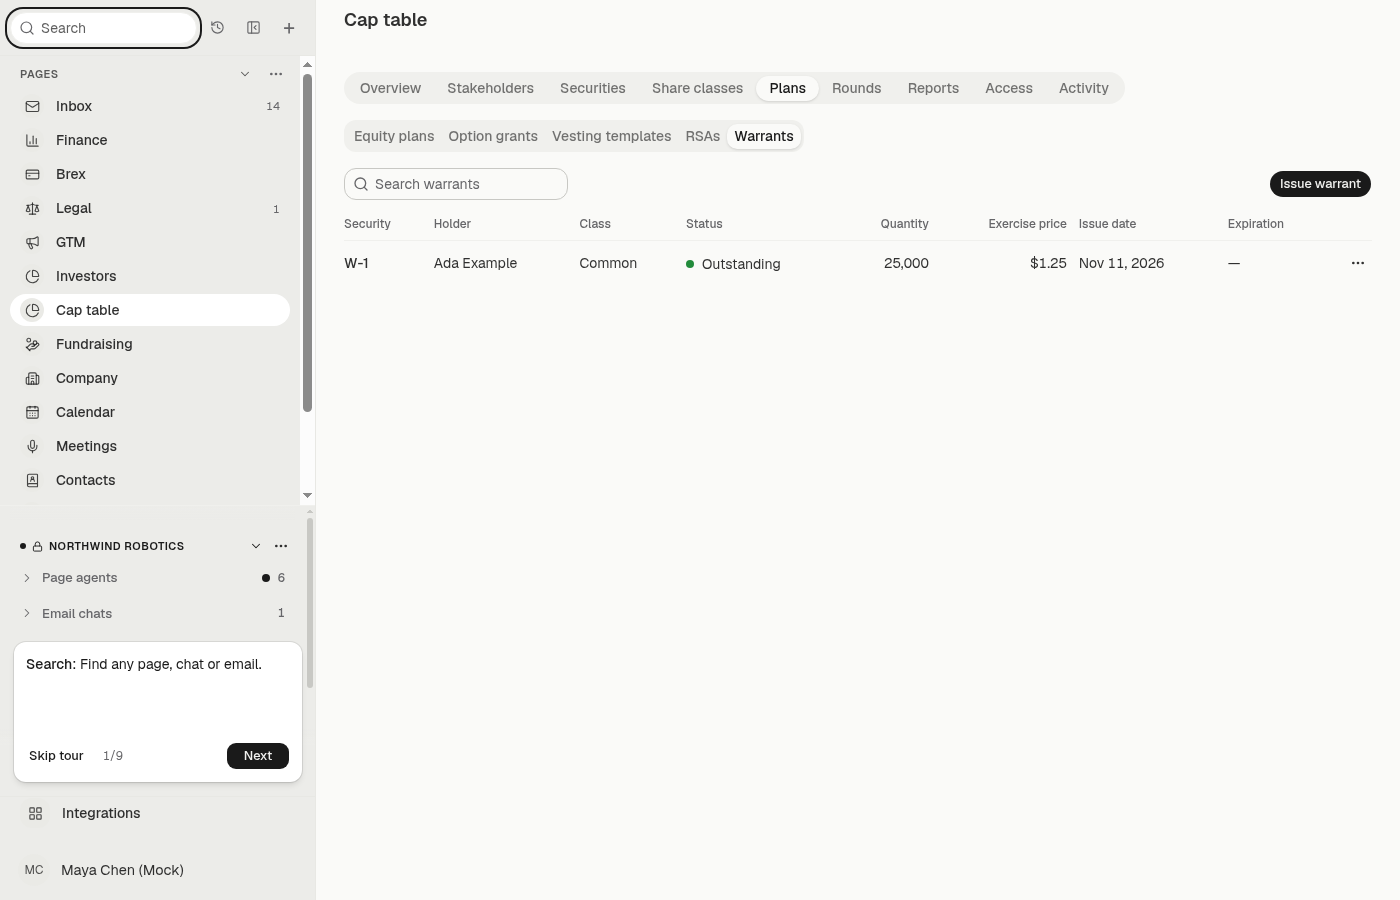 Search
Cap table
PAGES
Inbox 14
Finance
Brex
Legal 1
GTM
Investors
Cap table
Fundraising
Company
Calendar
Meetings
Contacts
NORTHWIND ROBOTICS
Page agents 6
Email chats 1
Search: Find any page, chat or email.
Skip tour 1/9 Next
Integrations
MC Maya Chen (Mock)
Overview Stakeholders Securities Share classes Plans Rounds Reports Access Activity
Equity plans Option grants Vesting templates RSAs Warrants
Search warrants Issue warrant
Security Holder Class Status Quantity Exercise price Issue date Expiration
W-1 Ada Example Common Outstanding 25,000 $1.25 Nov 11, 2026 —